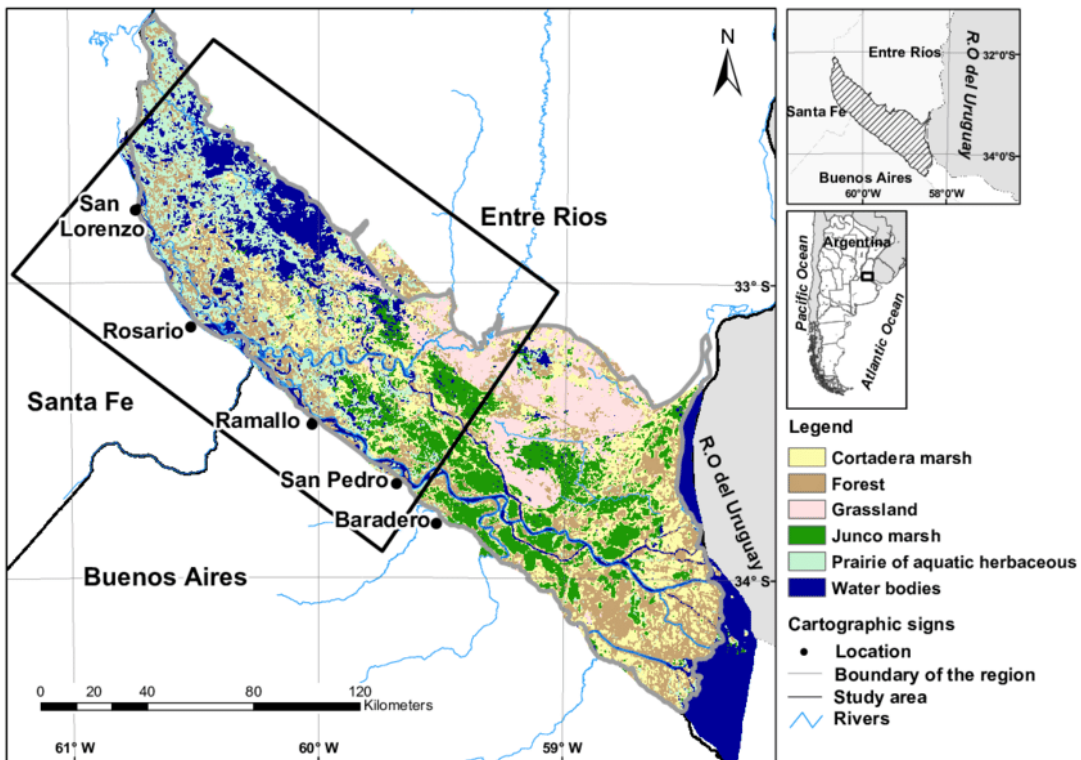 N
San
Lorenzo
Entre Rios
33°S
Rosario
Santa Fe
Ramallo
San Pedro
Baradero
R.O del Uruguay
Buenos Aires
34° S
0 20 40 80 120
Kilometers
61° W 60° W 59° W
Entre Ríos
32°0'S
R.O del Uruguay
Santa Fe
34°0'S
Buenos Aires
60°0'W 58°0'W
Argentina
Pacific Ocean
Atlantic Ocean
Legend
Cortadera marsh
Forest
Grassland
Junco marsh
Prairie of aquatic herbaceous
Water bodies
Cartographic signs
Location
Boundary of the region
Study area
Rivers